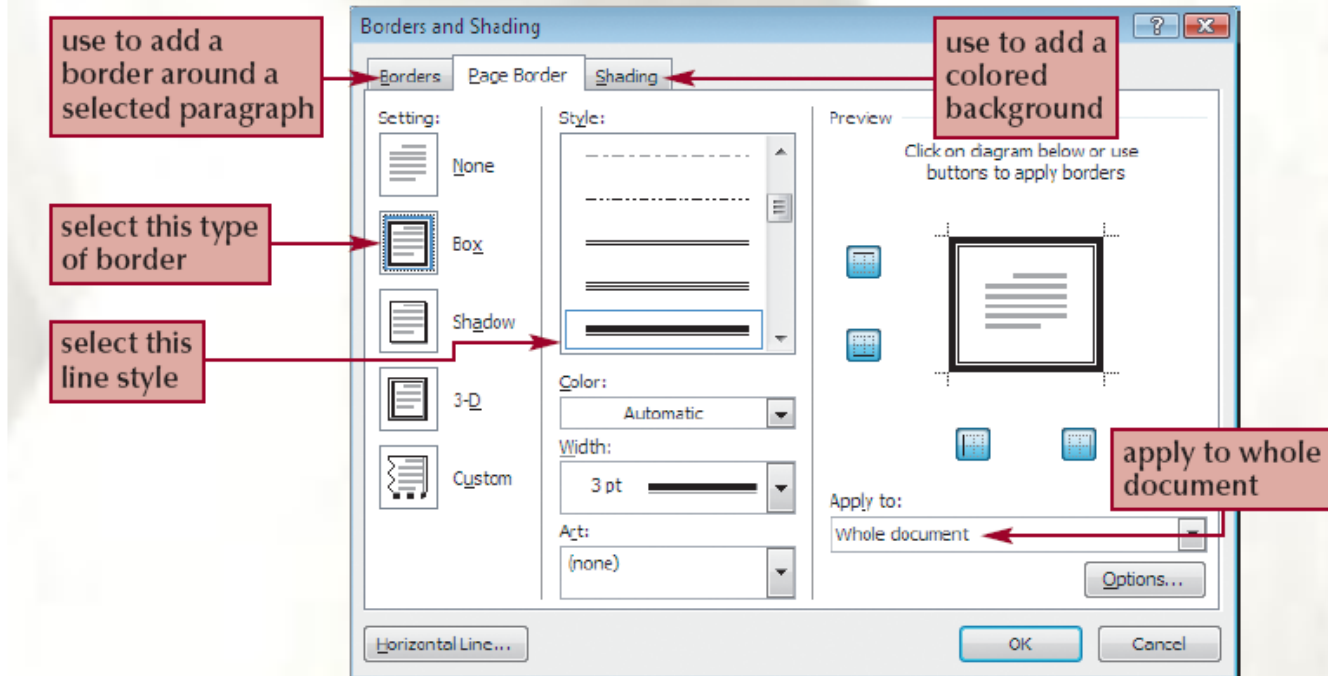 Borders and Shading
use to add a
border around a
selected paragraph
use to add a
colored
background
Borders
Page Border
Shading
Setting:
None
Box
Shadow
3-D
Custom
select this type
of border
select this
line style
Style:
Color:
Automatic
Width:
3 pt
Art:
(none)
Preview
Click on diagram below or use
buttons to apply borders
apply to whole
document
Apply to:
Whole document
Options...
Horizontal Line...
OK
Cancel